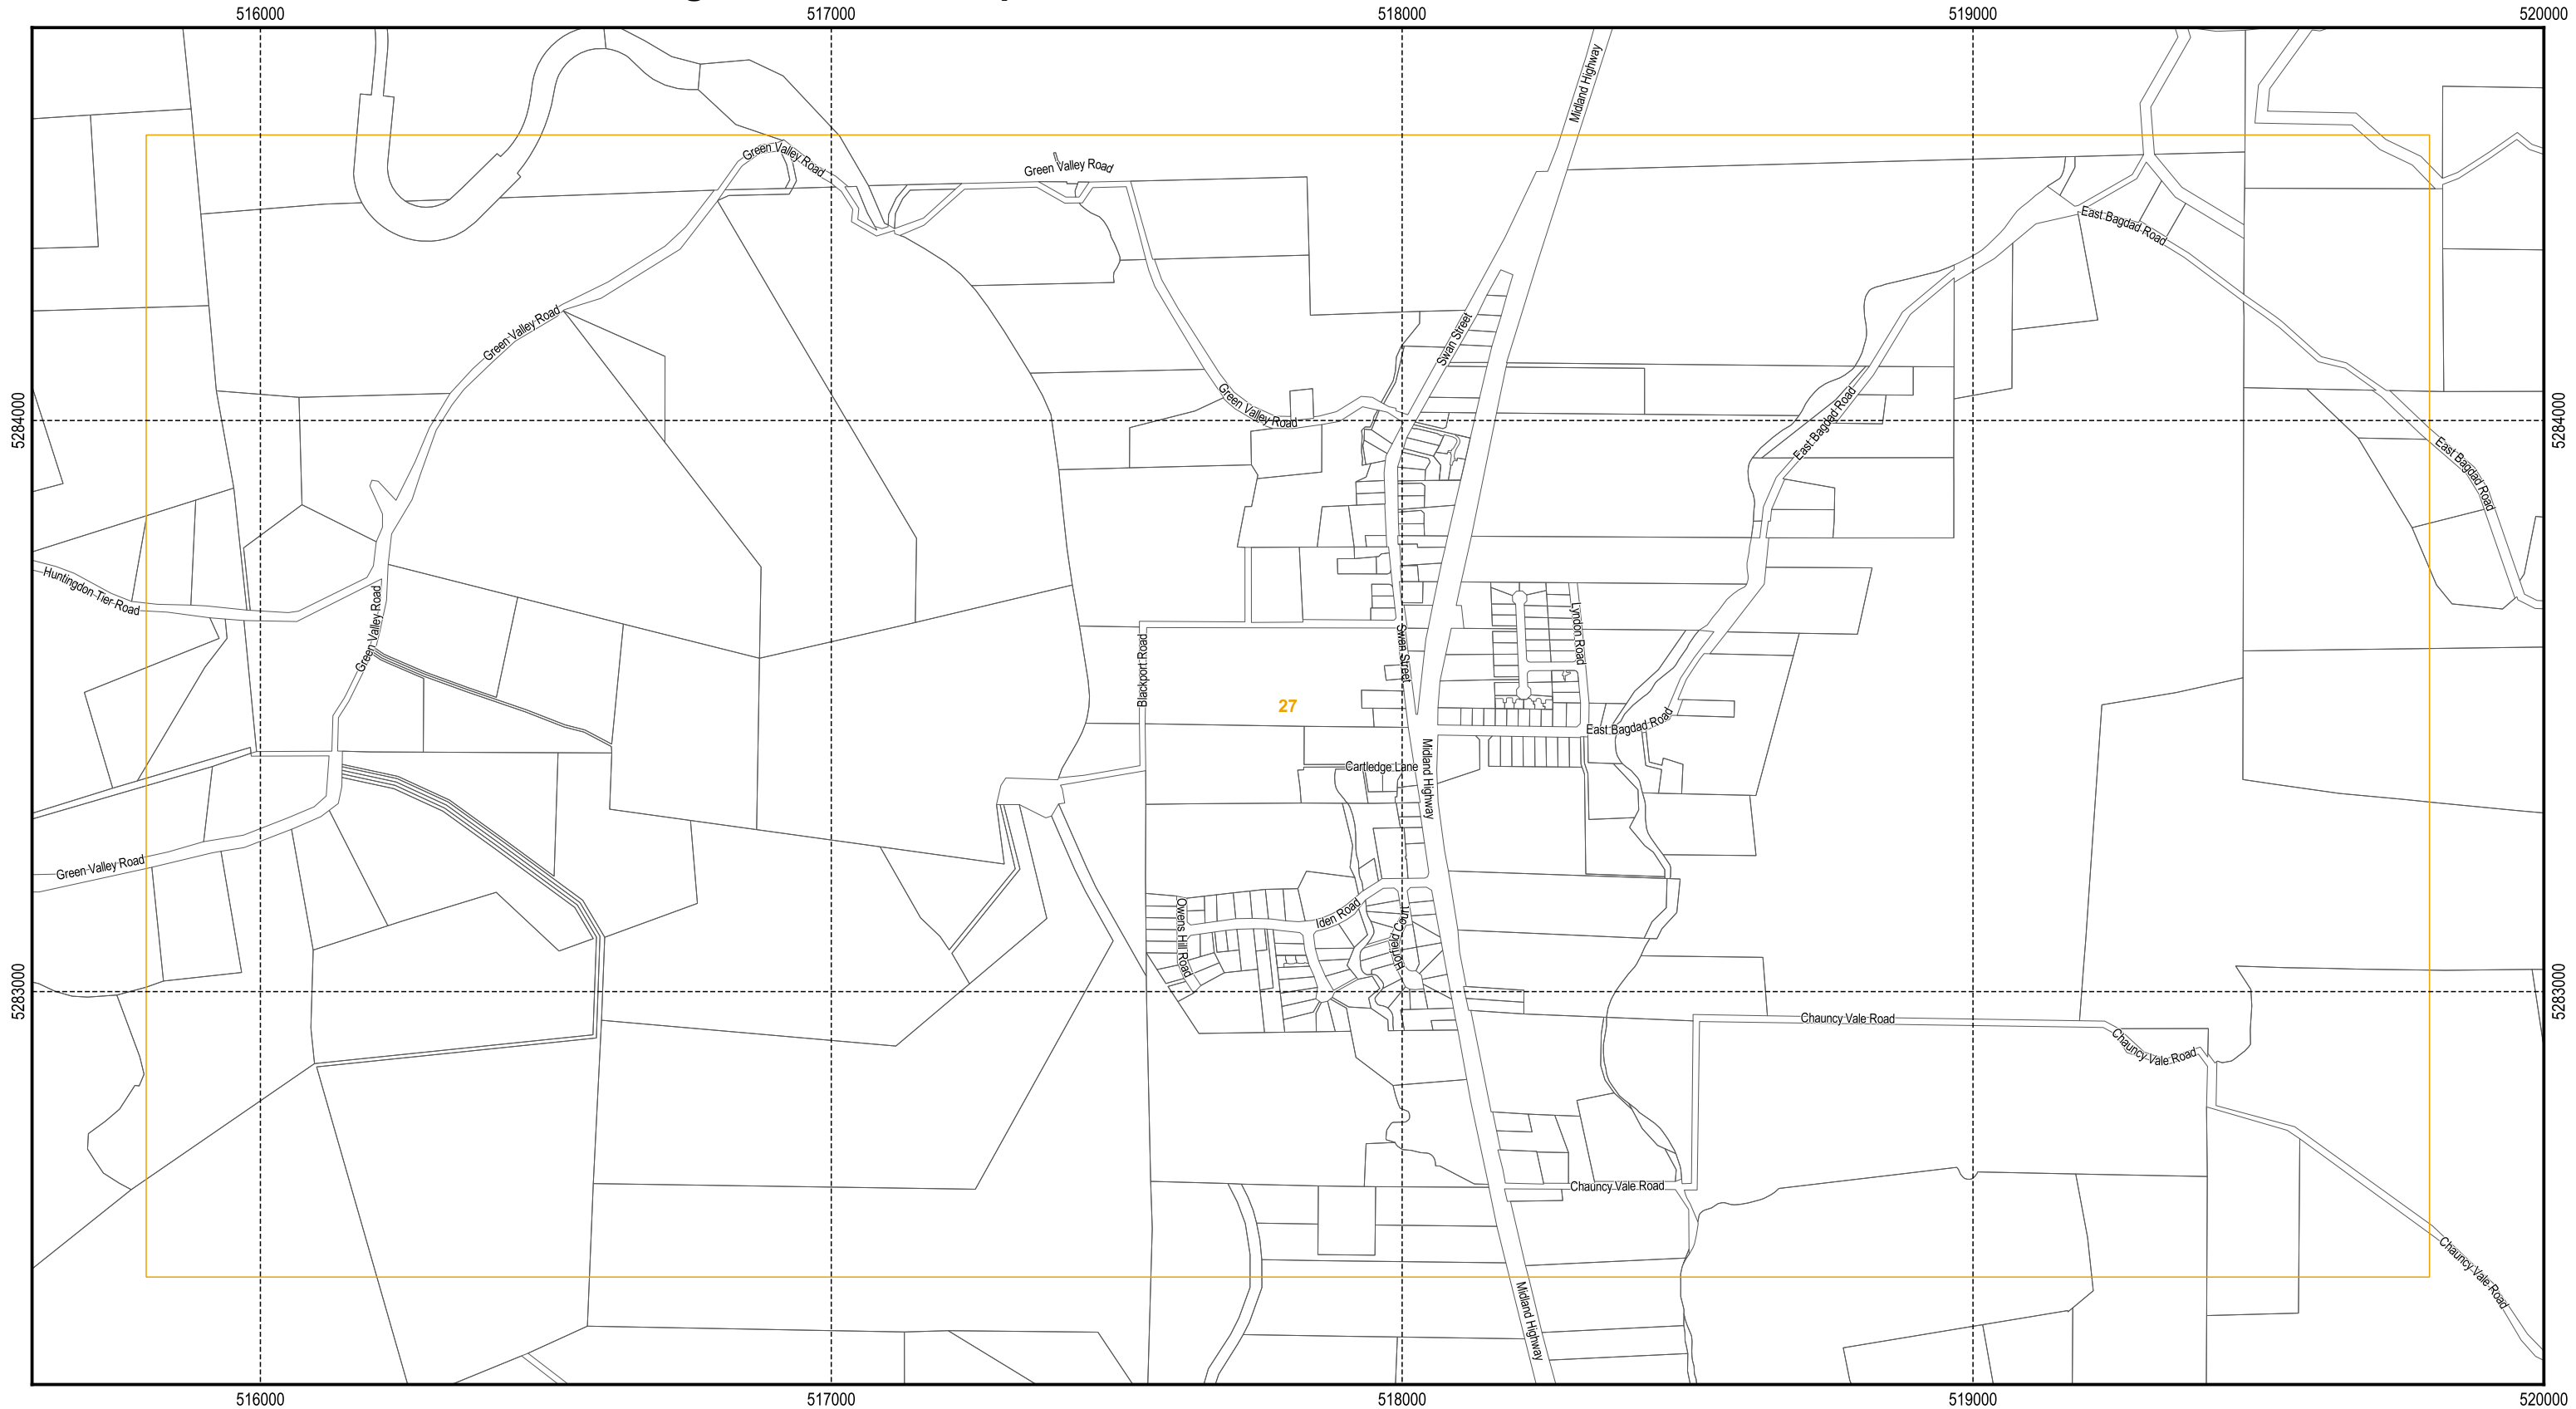 516000
517000
518000
519000
520000
Midland Highway
Green Valley Road
Green Valley Road
East Bagdad Road
Green Valley Road
Swan Street
Green Valley Road
East Bagdad Road
5284000
5284000
East Bagdad Road
Huntingdon Tier Road
Green Valley Road
Lyndon Road
Swan Street
Blackport Road
27
East Bagdad Road
Cartledge Lane
Midland Highway
Green Valley Road
Owens Hill Road
Iden Road
Horfield Court
5283000
5283000
Chauncy Vale Road
Chauncy Vale Road
Chauncy Vale Road
Chauncy Vale Road
Midland Highway
516000
517000
518000
519000
520000